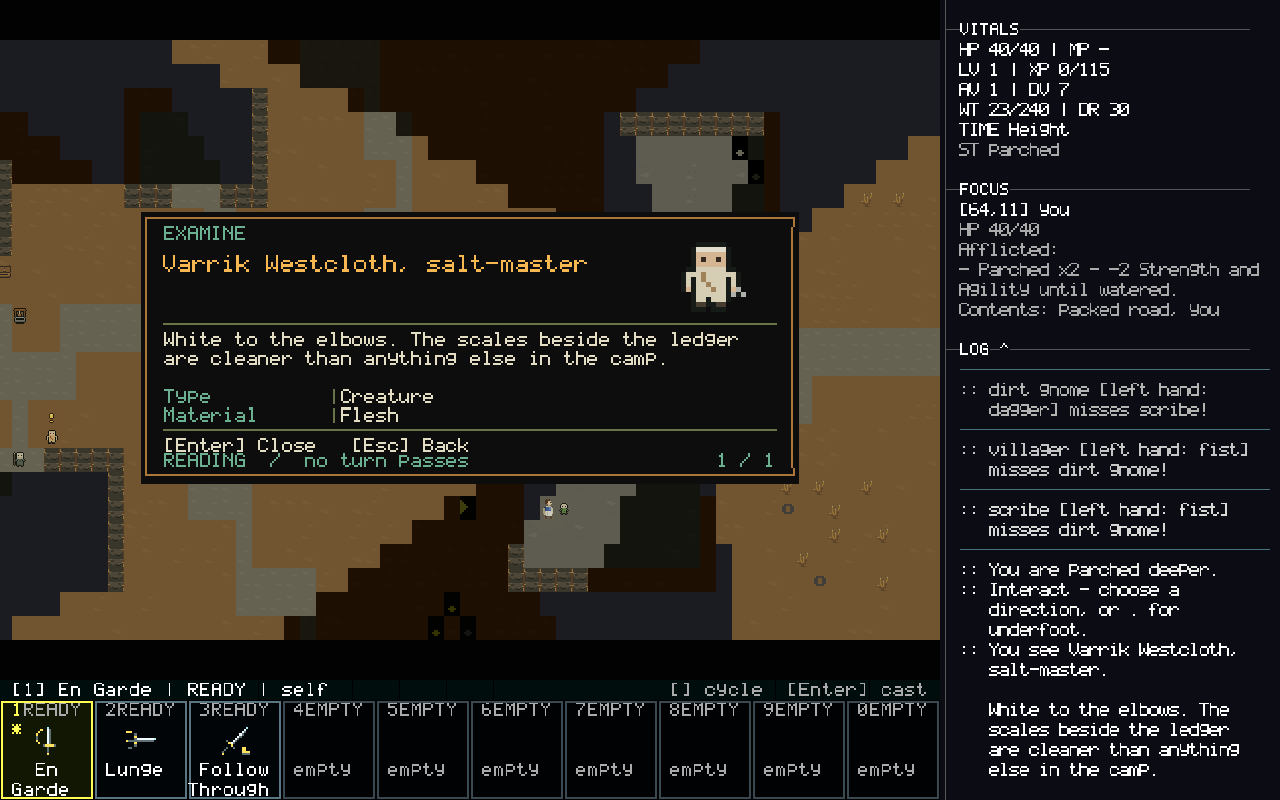 EXAMINE
Varrik Westcloth, salt-master
White to the elbows. The scales beside the ledger
are cleaner than anything else in the camp.
Type |Creature
Material |Flesh
[Enter] Close [Esc] Back
READING / no turn passes 1 / 1
[1] En Garde | READY | self [] cycle [Enter] cast
1READY 2READY 3READY 4EMPTY 5EMPTY 6EMPTY 7EMPTY 8EMPTY 9EMPTY 0EMPTY
*
En Garde
Lunge
Follow Through
empty empty empty empty empty empty empty
VITALS
HP 40/40 | MP -
LV 1 | XP 0/115
AV 1 | DV 7
WT 23/240 | DR 30
TIME Height
ST Parched
FOCUS
[64,11] You
HP 40/40
Afflicted:
- Parched x2 - -2 Strength and
Agility until watered.
Contents: Packed road, You
LOG ^
:: dirt gnome [left hand:
dagger] misses scribe!
:: villager [left hand: fist]
misses dirt gnome!
:: scribe [left hand: fist]
misses dirt gnome!
:: You are Parched deeper.
:: Interact - choose a
direction, or . for
underfoot.
:: You see Varrik Westcloth,
salt-master.
White to the elbows. The
scales beside the ledger
are cleaner than anything
else in the camp.